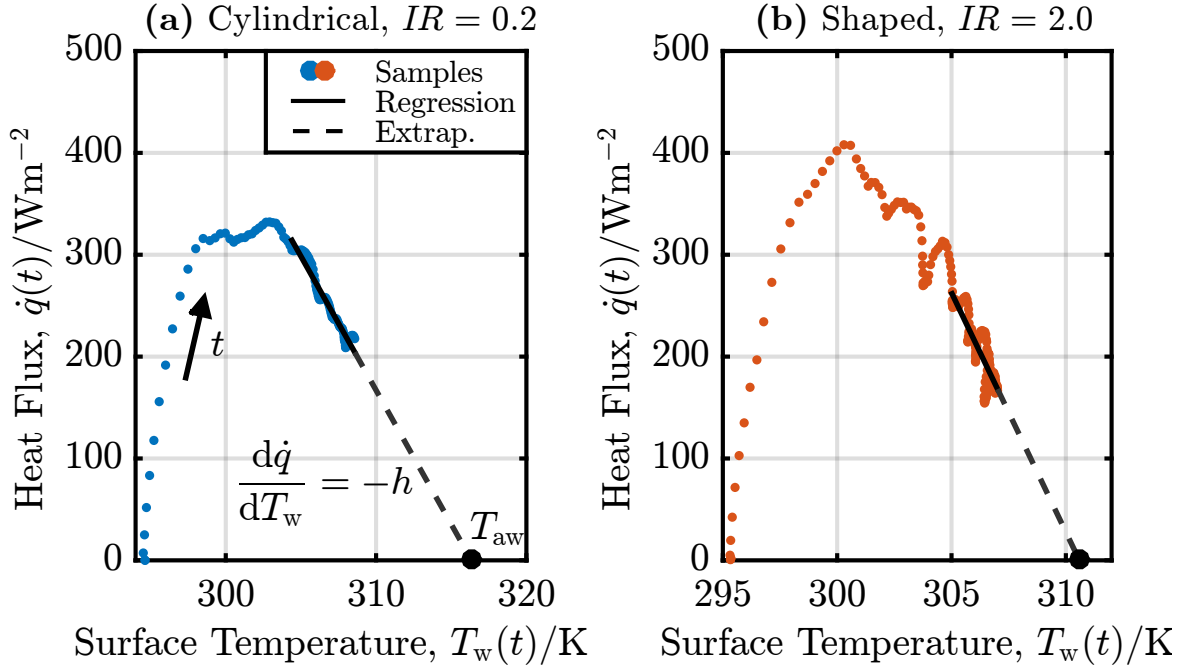 (a) Cylindrical, IR = 0.2
500
400
300
200
100
0
Heat Flux, q̇(t)/Wm⁻²
Samples
Regression
Extrap.
t
dq̇/dT_w = −h
T_aw
300
310
320
Surface Temperature, T_w(t)/K
(b) Shaped, IR = 2.0
500
400
300
200
100
0
Heat Flux, q̇(t)/Wm⁻²
295
300
305
310
Surface Temperature, T_w(t)/K